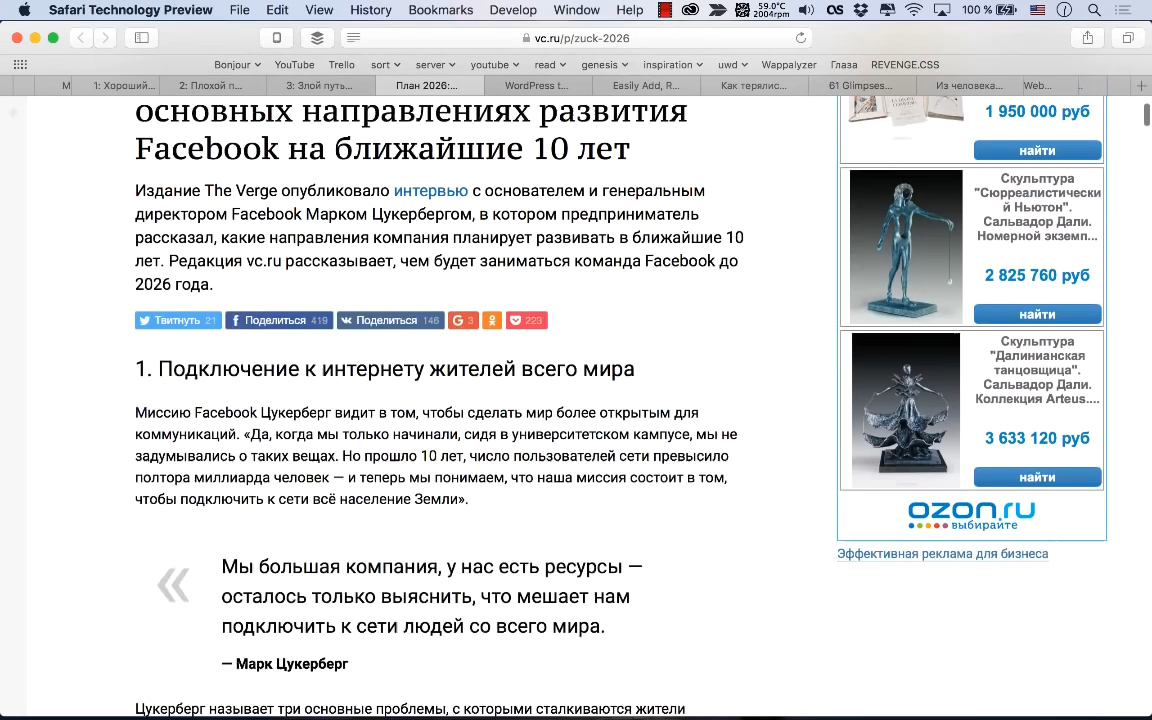 Safari Technology Preview File Edit View History Bookmarks Develop Window Help 59.0°C 2004rpm 100 %
vc.ru/p/zuck-2026
Bonjour YouTube Trello sort server youtube read genesis inspiration uwd Wappalyzer Глаза REVENGE.CSS
M 1: Хороший... 2: Плохой п... 3: Злой путь... План 2026:... WordPress t... Easily Add, R... Как терялис... 61 Glimpses... Из человека... Web...
основных направлениях развития
Facebook на ближайшие 10 лет
Издание The Verge опубликовало интервью с основателем и генеральным
директором Facebook Марком Цукербергом, в котором предприниматель
рассказал, какие направления компания планирует развивать в ближайшие 10
лет. Редакция vc.ru рассказывает, чем будет заниматься команда Facebook до
2026 года.
Твитнуть 21 Поделиться 419 Поделиться 146 G 3 223
1. Подключение к интернету жителей всего мира
Миссию Facebook Цукерберг видит в том, чтобы сделать мир более открытым для
коммуникаций. «Да, когда мы только начинали, сидя в университетском кампусе, мы не
задумывались о таких вещах. Но прошло 10 лет, число пользователей сети превысило
полтора миллиарда человек — и теперь мы понимаем, что наша миссия состоит в том,
чтобы подключить к сети всё население Земли».
«
Мы большая компания, у нас есть ресурсы —
осталось только выяснить, что мешает нам
подключить к сети людей со всего мира.
— Марк Цукерберг
Цукерберг называет три основные проблемы, с которыми сталкиваются жители
1 950 000 руб
найти
Скульптура
"Сюрреалистически
й Ньютон".
Сальвадор Дали.
Номерной экземп...
2 825 760 руб
найти
Скульптура
"Далинианская
танцовщица".
Сальвадор Дали.
Коллекция Arteus....
3 633 120 руб
найти
ozon.ru
выбирайте
Эффективная реклама для бизнеса